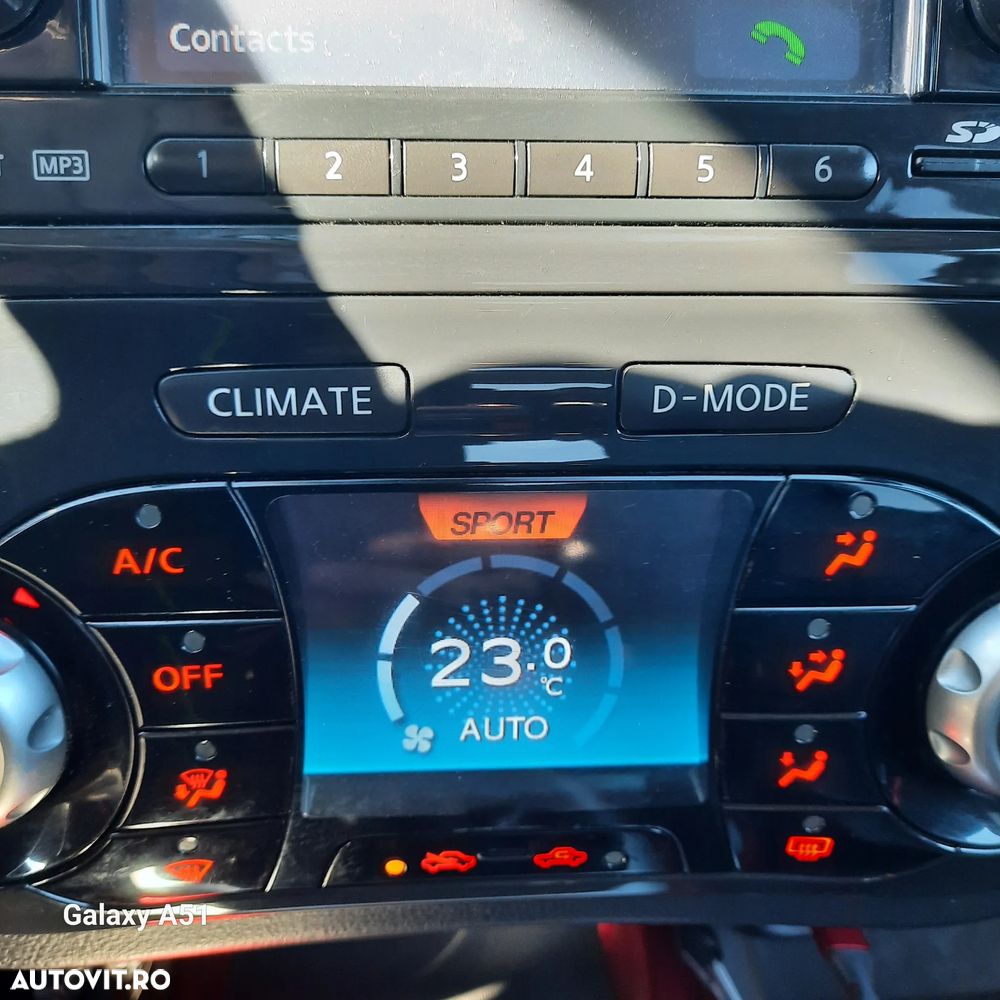 Contacts
MP3
1 2 3 4 5 6
SD
CLIMATE
D-MODE
SPORT
A/C
OFF
23.0
°C
AUTO
Galaxy A51
AUTOVIT.RO